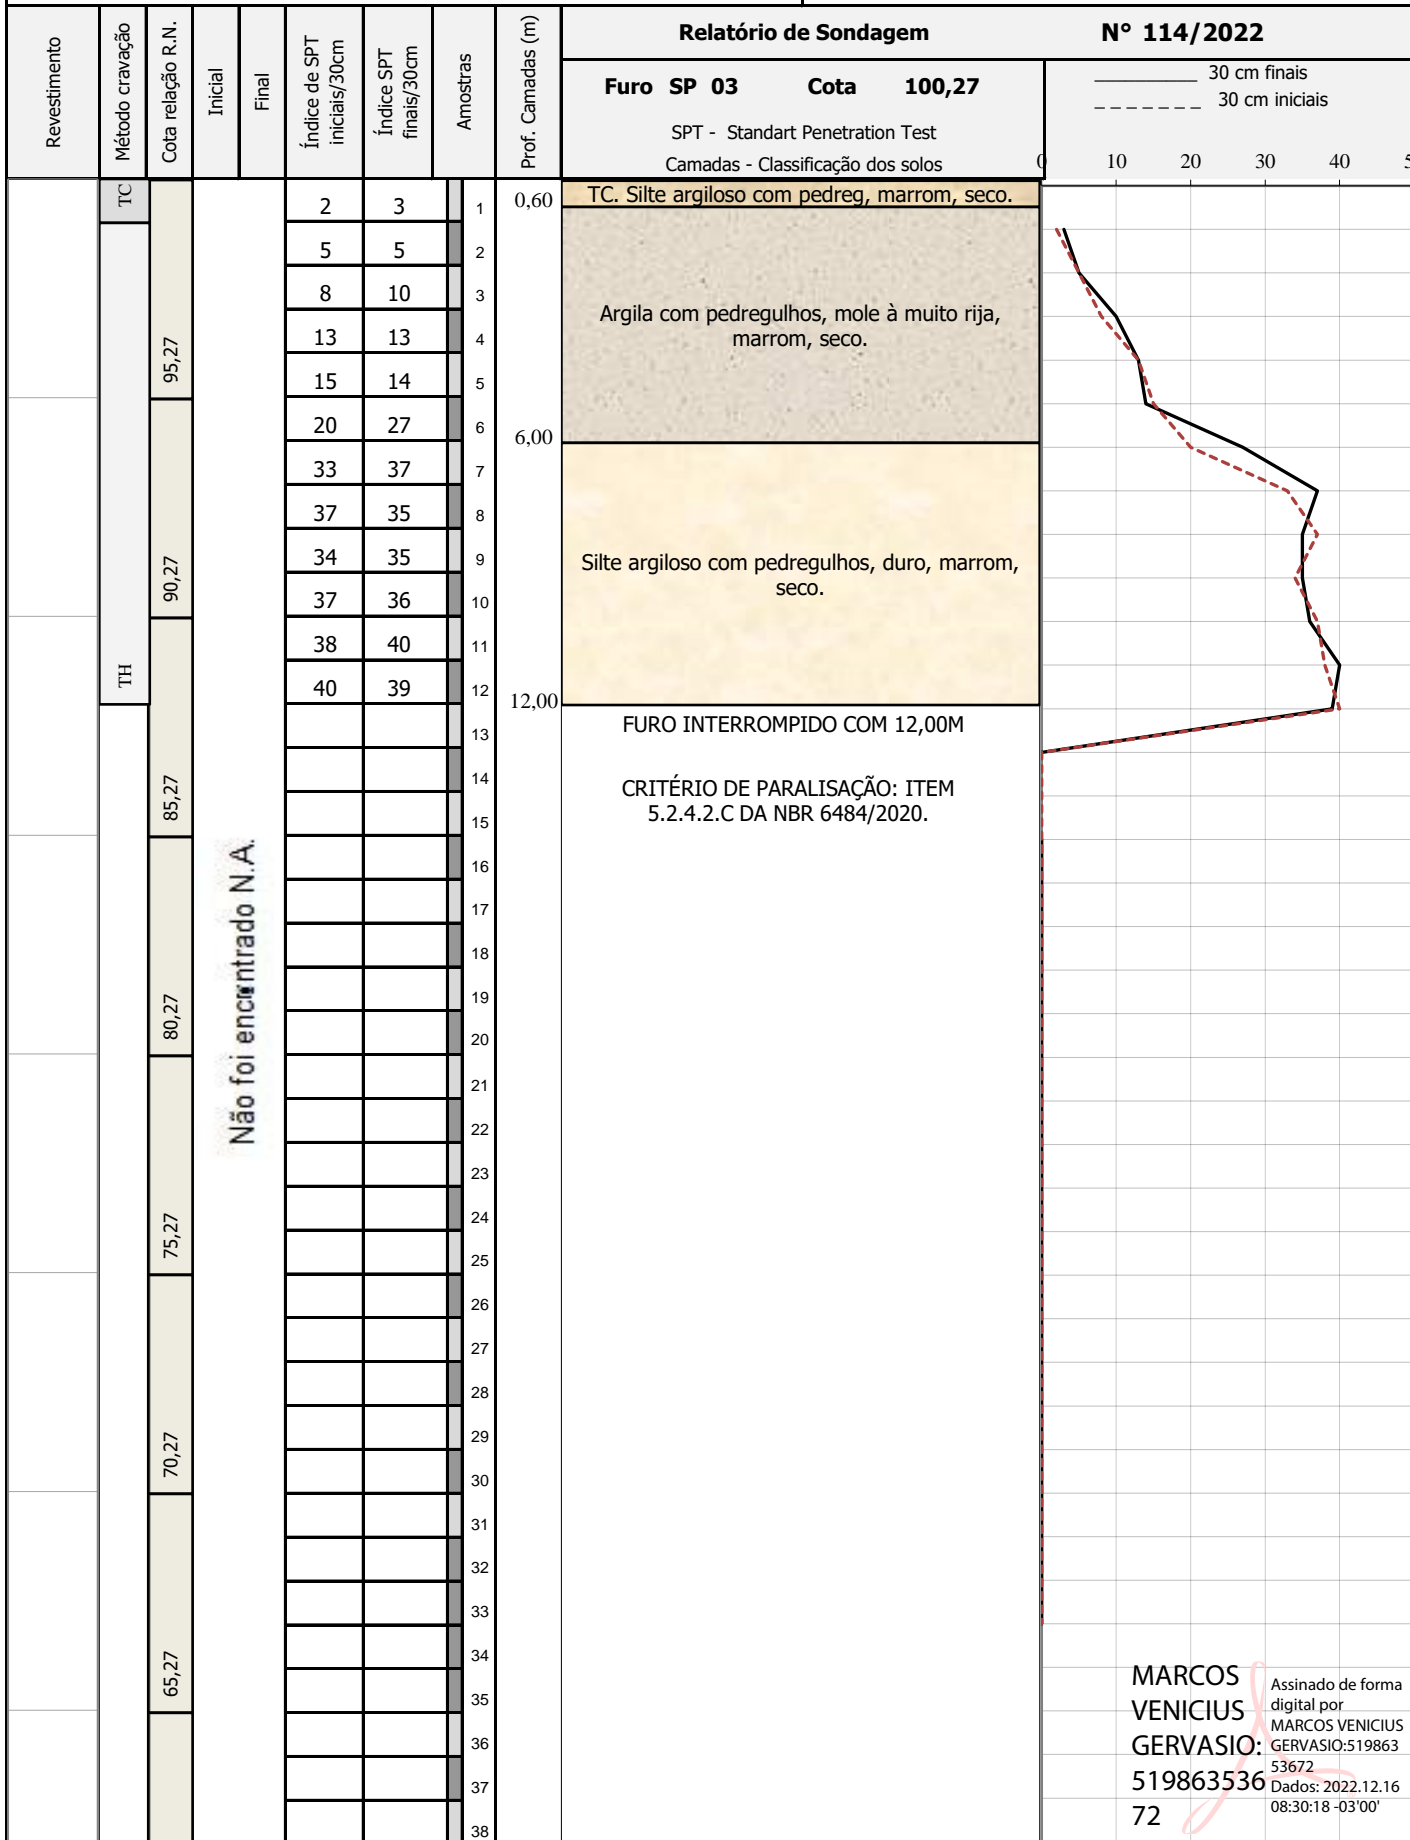 Revestimento
Método cravação
Cota relação R.N.
Inicial
Final
Índice de SPT
iniciais/30cm
Índice SPT
finais/30cm
Amostras
Prof. Camadas (m)
Relatório de Sondagem
N° 114/2022
Furo SP 03 Cota 100,27
SPT - Standart Penetration Test
Camadas - Classificação dos solos
30 cm finais
30 cm iniciais
0 10 20 30 40 5
TC
TH
95,27
90,27
85,27
80,27
75,27
70,27
65,27
Não foi encontrado N.A.
2 3 1
5 5 2
8 10 3
13 13 4
15 14 5
20 27 6
33 37 7
37 35 8
34 35 9
37 36 10
38 40 11
40 39 12
13
14
15
16
17
18
19
20
21
22
23
24
25
26
27
28
29
30
31
32
33
34
35
36
37
38
0,60
6,00
12,00
TC. Silte argiloso com pedreg, marrom, seco.
Argila com pedregulhos, mole à muito rija,
marrom, seco.
Silte argiloso com pedregulhos, duro, marrom,
seco.
FURO INTERROMPIDO COM 12,00M
CRITÉRIO DE PARALISAÇÃO: ITEM
5.2.4.2.C DA NBR 6484/2020.
MARCOS
VENICIUS
GERVASIO:
519863536
72
Assinado de forma
digital por
MARCOS VENICIUS
GERVASIO:519863
53672
Dados: 2022.12.16
08:30:18 -03'00'